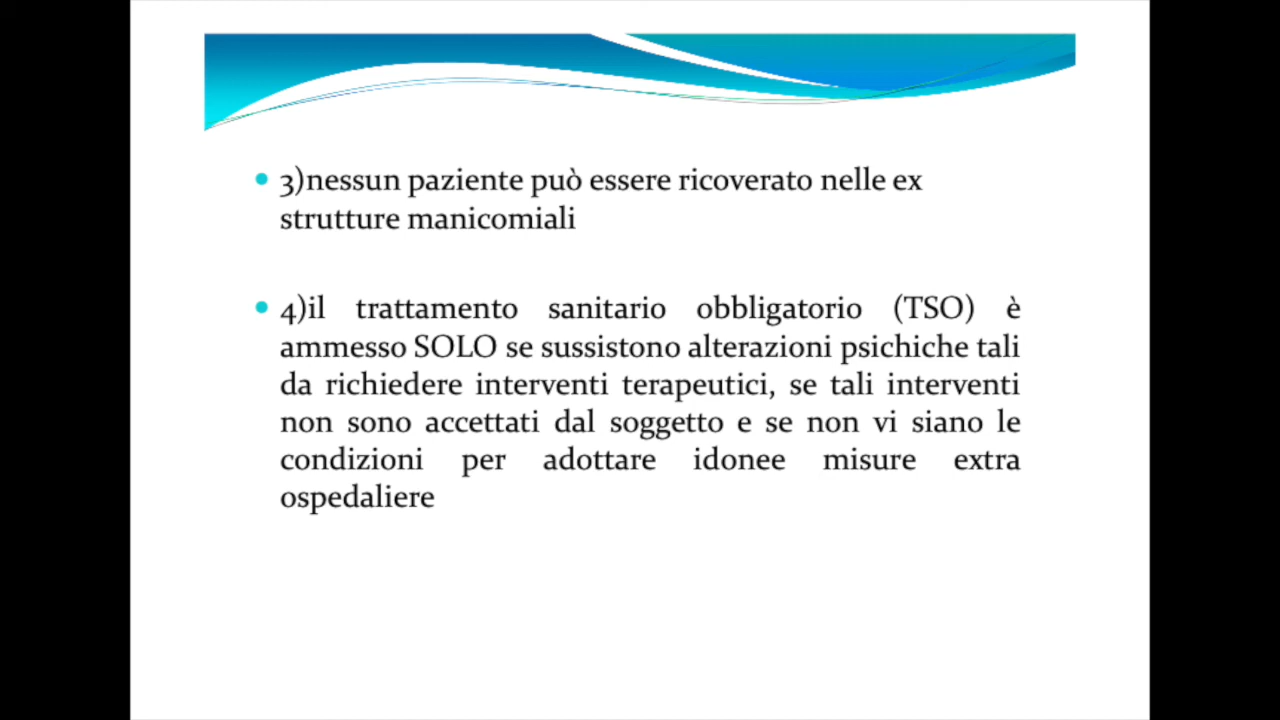 3)nessun paziente può essere ricoverato nelle ex
strutture manicomiali
4)il trattamento sanitario obbligatorio (TSO) è
ammesso SOLO se sussistono alterazioni psichiche tali
da richiedere interventi terapeutici, se tali interventi
non sono accettati dal soggetto e se non vi siano le
condizioni per adottare idonee misure extra
ospedaliere